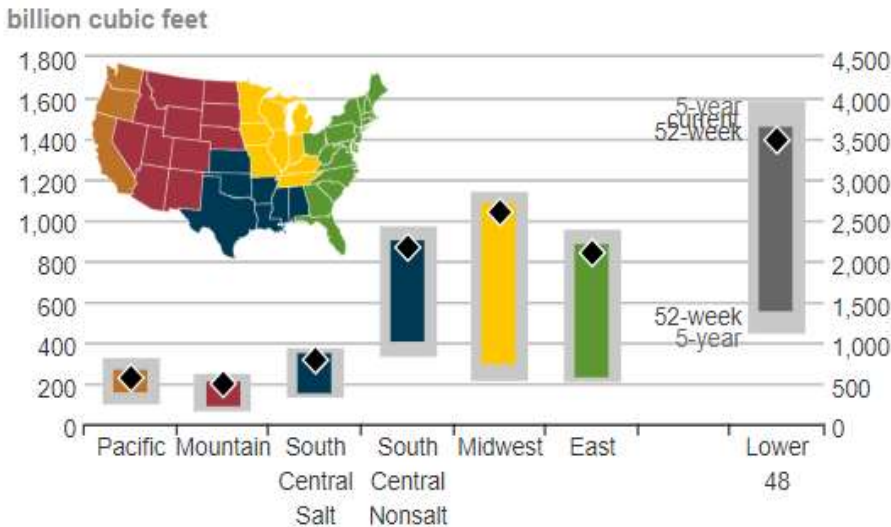 billion cubic feet
1,800
1,600
1,400
1,200
1,000
800
600
400
200
0
4,500
4,000
3,500
3,000
2,500
2,000
1,500
1,000
500
0
5-year
current
52-week
52-week
5-year
Pacific Mountain South Central Salt South Central Nonsalt Midwest East Lower 48